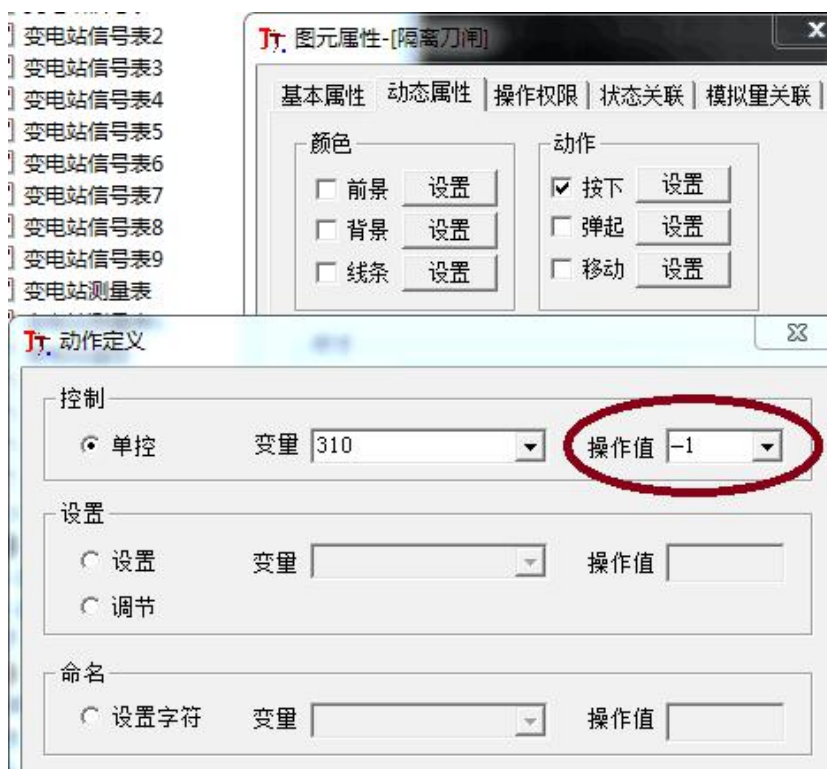 变电站信号表2
变电站信号表3
变电站信号表4
变电站信号表5
变电站信号表6
变电站信号表7
变电站信号表8
变电站信号表9
变电站测量表
图元属性-[隔离刀闸]
基本属性 动态属性 操作权限 状态关联 模拟量关联
颜色 动作
前景 设置 按下 设置
背景 设置 弹起 设置
线条 设置 移动 设置
动作定义
控制
单控 变量 310 操作值 -1
设置
设置 变量 操作值
调节
命名
设置字符 变量 操作值